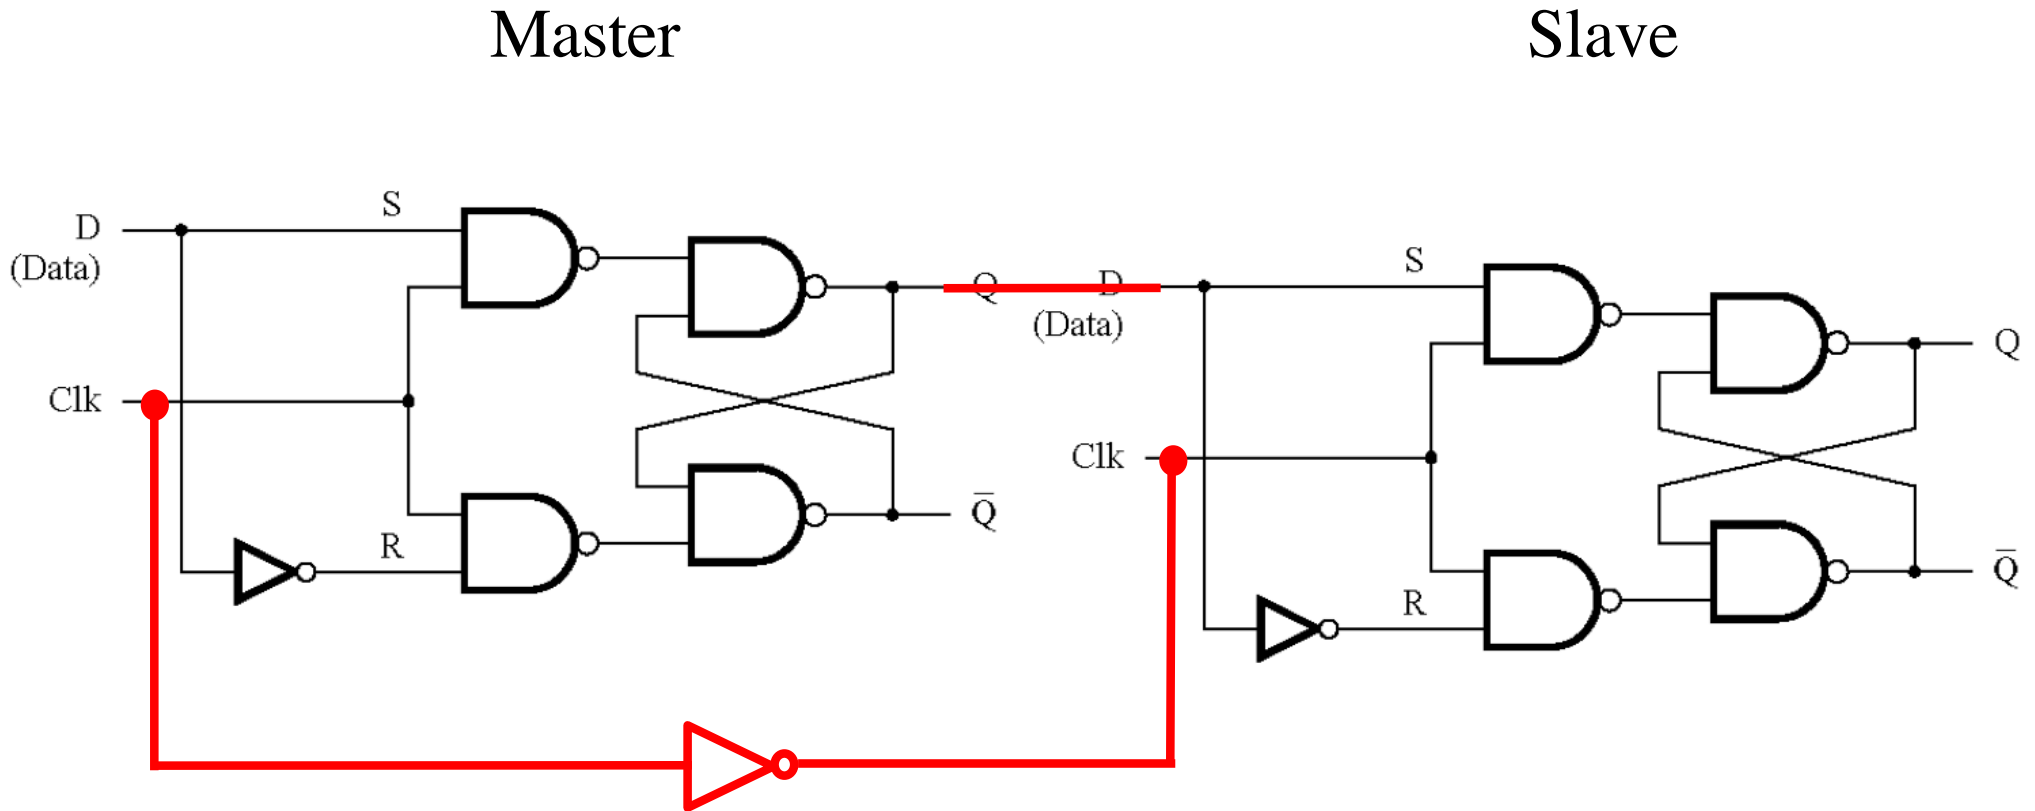 Master
Slave
D
(Data)
S
Clk
R
Q
Q̅
D
(Data)
S
Clk
R
Q
Q̅